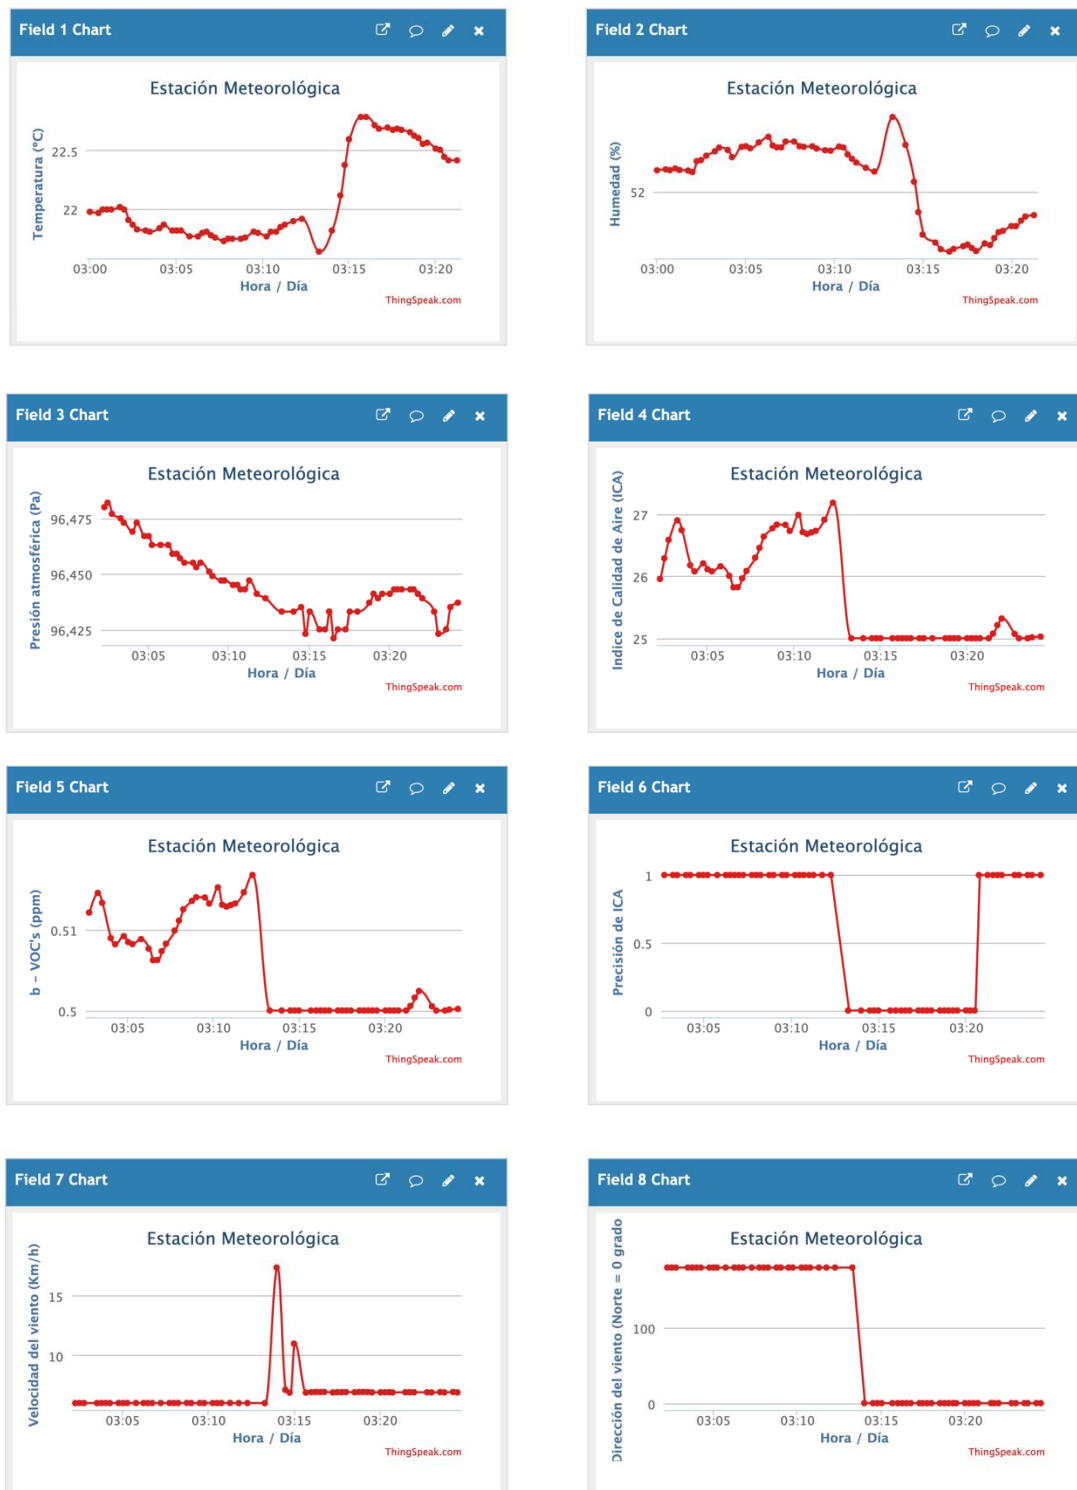 Field 1 Chart
Estación Meteorológica
Temperatura (°C)
22.5
22
03:00 03:05 03:10 03:15 03:20
Hora / Día
ThingSpeak.com
Field 2 Chart
Estación Meteorológica
Humedad (%)
52
03:00 03:05 03:10 03:15 03:20
Hora / Día
ThingSpeak.com
Field 3 Chart
Estación Meteorológica
Presión atmosférica (Pa)
96,475
96,450
96,425
03:05 03:10 03:15 03:20
Hora / Día
ThingSpeak.com
Field 4 Chart
Estación Meteorológica
Indice de Calidad de Aire (ICA)
27
26
25
03:05 03:10 03:15 03:20
Hora / Día
ThingSpeak.com
Field 5 Chart
Estación Meteorológica
b - VOC's (ppm)
0.51
0.5
03:05 03:10 03:15 03:20
Hora / Día
ThingSpeak.com
Field 6 Chart
Estación Meteorológica
Precisión de ICA
1
0.5
0
03:05 03:10 03:15 03:20
Hora / Día
ThingSpeak.com
Field 7 Chart
Estación Meteorológica
Velocidad del viento (Km/h)
15
10
03:05 03:10 03:15 03:20
Hora / Día
ThingSpeak.com
Field 8 Chart
Estación Meteorológica
Dirección del viento (Norte = 0 grado
100
0
03:05 03:10 03:15 03:20
Hora / Día
ThingSpeak.com